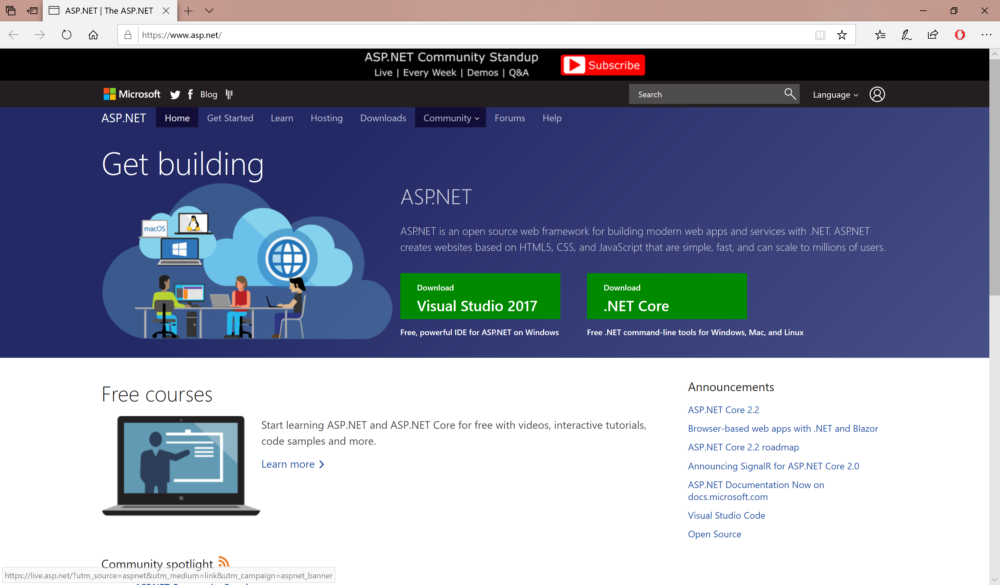 ASP.NET | The ASP.NET
https://www.asp.net/
ASP.NET Community Standup
Live | Every Week | Demos | Q&A
Subscribe
Microsoft
Blog
Search
Language
ASP.NET
Home
Get Started
Learn
Hosting
Downloads
Community
Forums
Help
Get building
macOS
ASP.NET
ASP.NET is an open source web framework for building modern web apps and services with .NET. ASP.NET
creates websites based on HTML5, CSS, and JavaScript that are simple, fast, and can scale to millions of users.
Download
Visual Studio 2017
Free, powerful IDE for ASP.NET on Windows
Download
.NET Core
Free .NET command-line tools for Windows, Mac, and Linux
Free courses
Start learning ASP.NET and ASP.NET Core for free with videos, interactive tutorials,
code samples and more.
Learn more
Announcements
ASP.NET Core 2.2
Browser-based web apps with .NET and Blazor
ASP.NET Core 2.2 roadmap
Announcing SignalR for ASP.NET Core 2.0
ASP.NET Documentation Now on
docs.microsoft.com
Visual Studio Code
Open Source
Community spotlight
https://live.asp.net/?utm_source=aspnet&utm_medium=link&utm_campaign=aspnet_banner